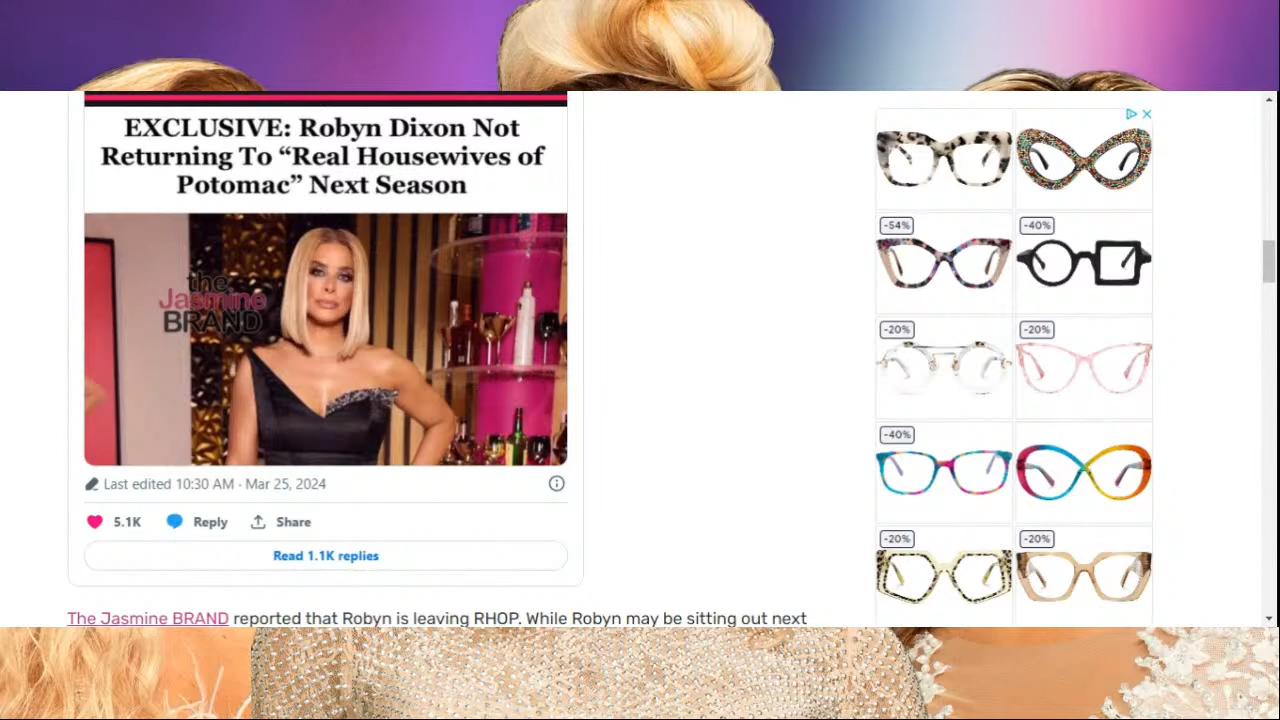 EXCLUSIVE: Robyn Dixon Not
Returning To “Real Housewives of
Potomac” Next Season
the
Jasmine
BRAND
Last edited 10:30 AM · Mar 25, 2024
5.1K Reply Share
Read 1.1K replies
The Jasmine BRAND reported that Robyn is leaving RHOP. While Robyn may be sitting out next
-54% -40%
-20% -20%
-40%
-20% -20%